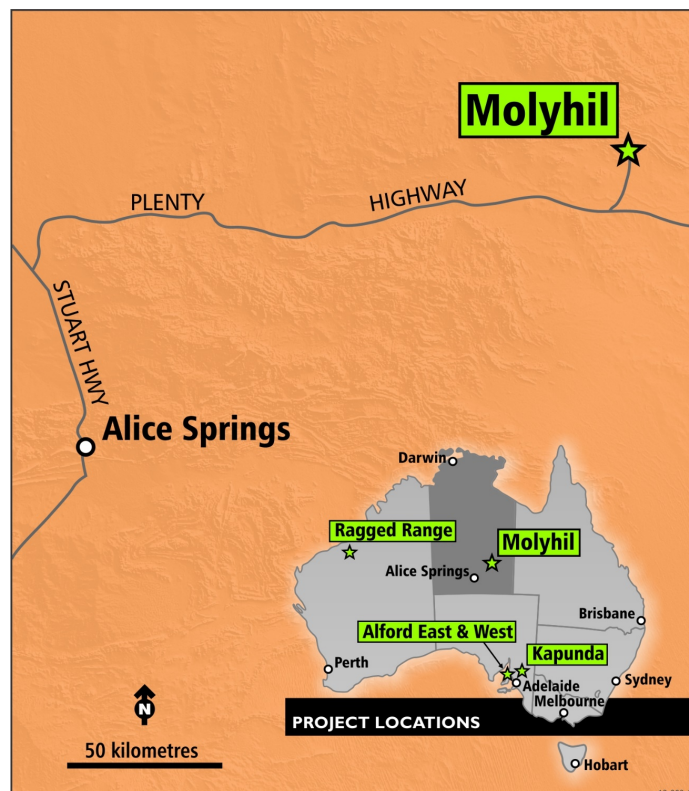 Molyhil
PLENTY
HIGHWAY
STUART HWY
Alice Springs
Darwin
Ragged Range
Molyhil
Alice Springs
Brisbane
Alford East & West
Kapunda
Perth
Adelaide
Sydney
Melbourne
PROJECT LOCATIONS
N
50 kilometres
Hobart